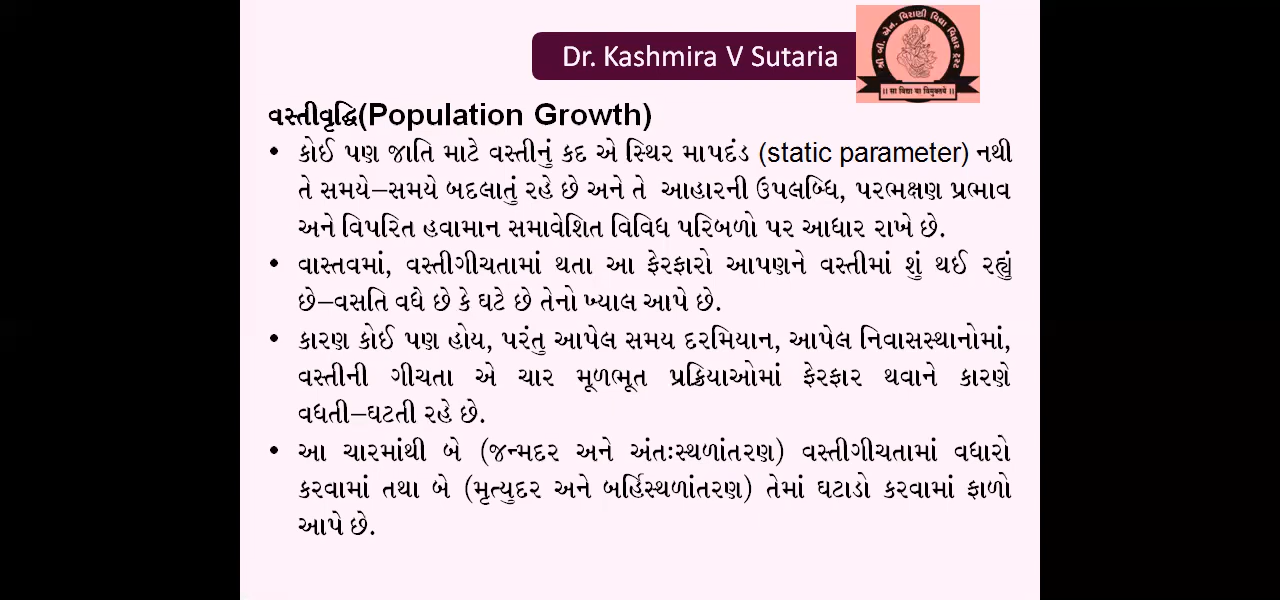 Dr. Kashmira V Sutaria
શ્રી બી. એન. વિરાણી વિદ્યા વિહાર ટ્રસ્ટ
।। સા વિદ્યા યા વિમુક્તયે ।।
વસ્તીવૃદ્ધિ(Population Growth)
• કોઈ પણ જાતિ માટે વસ્તીનું કદ એ સ્થિર માપદંડ (static parameter) નથી
તે સમયે–સમયે બદલાતું રહે છે અને તે આહારની ઉપલબ્ધિ, પરભક્ષણ પ્રભાવ
અને વિપરિત હવામાન સમાવેશિત વિવિધ પરિબળો પર આધાર રાખે છે.
• વાસ્તવમાં, વસ્તીગીચતામાં થતા આ ફેરફારો આપણને વસ્તીમાં શું થઈ રહ્યું
છે–વસતિ વધૈ છે કે ઘટે છે તેનો ખ્યાલ આપે છે.
• કારણ કોઈ પણ હોય, પરંતુ આપેલ સમય દરમિયાન, આપેલ નિવાસસ્થાનોમાં,
વસ્તીની ગીચતા એ ચાર મૂળભૂત પ્રક્રિયાઓમાં ફેરફાર થવાને કારણે
વધતી–ઘટતી રહે છે.
• આ ચારમાંથી બે (જન્મદર અને અંતઃસ્થળાંતરણ) વસ્તીગીચતામાં વધારો
કરવામાં તથા બે (મૃત્યુદર અને બર્હિસ્થળાંતરણ) તેમાં ઘટાડો કરવામાં ફાળો
આપે છે.